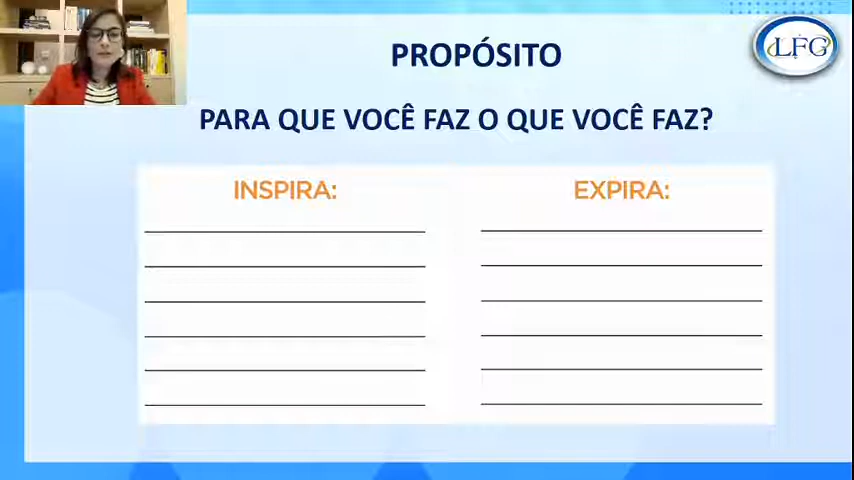 PROPÓSITO
LFG
PARA QUE VOCÊ FAZ O QUE VOCÊ FAZ?
INSPIRA:
EXPIRA: